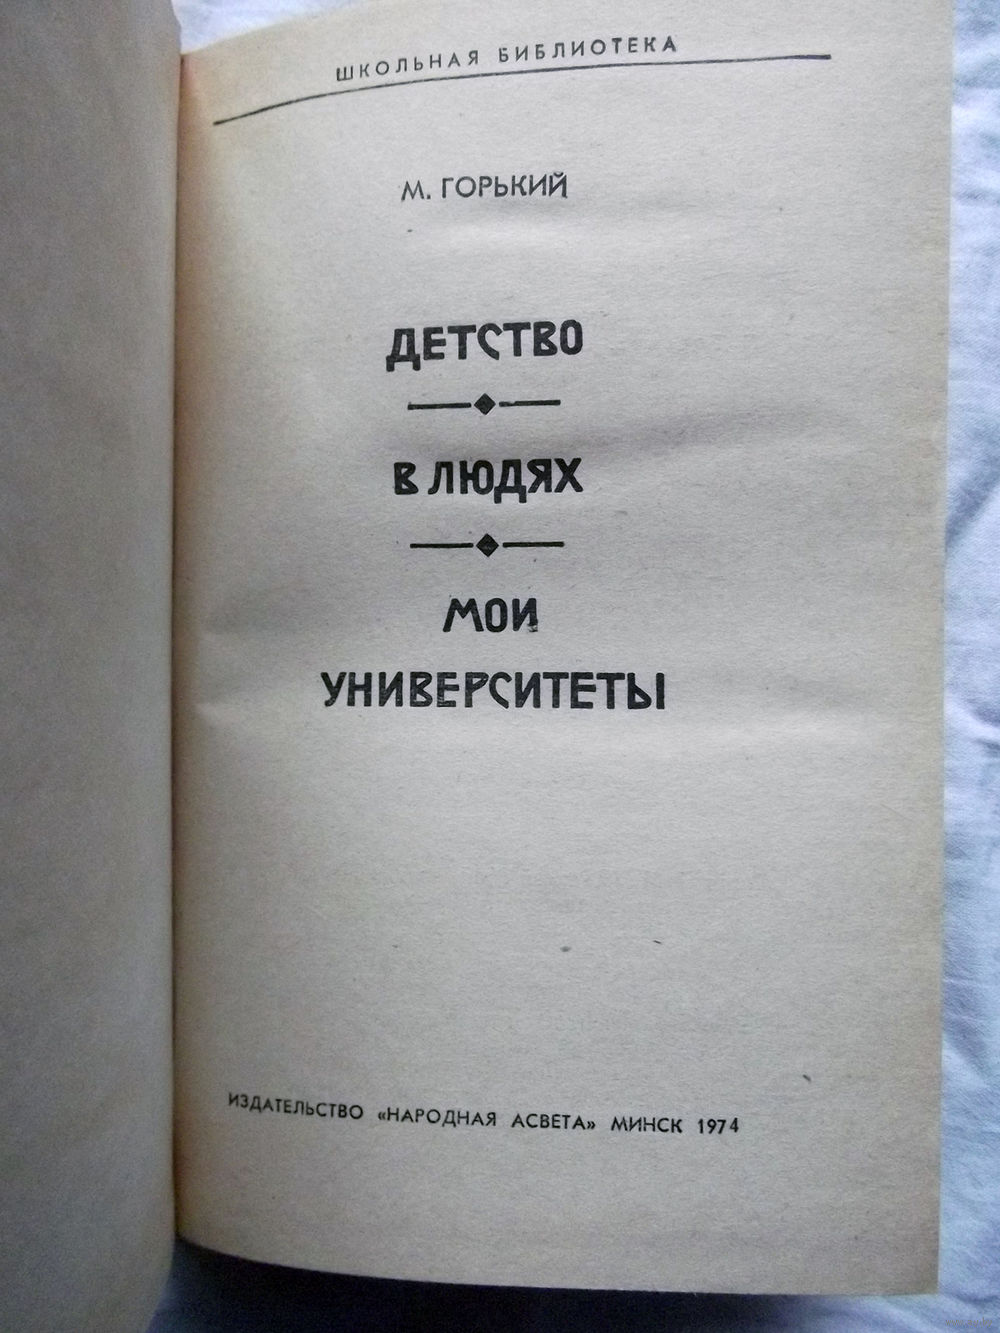 ШКОЛЬНАЯ БИБЛИОТЕКА
М. ГОРЬКИЙ
ДЕТСТВО
В ЛЮДЯХ
МОИ
УНИВЕРСИТЕТЫ
ИЗДАТЕЛЬСТВО «НАРОДНАЯ АСВЕТА» МИНСК 1974